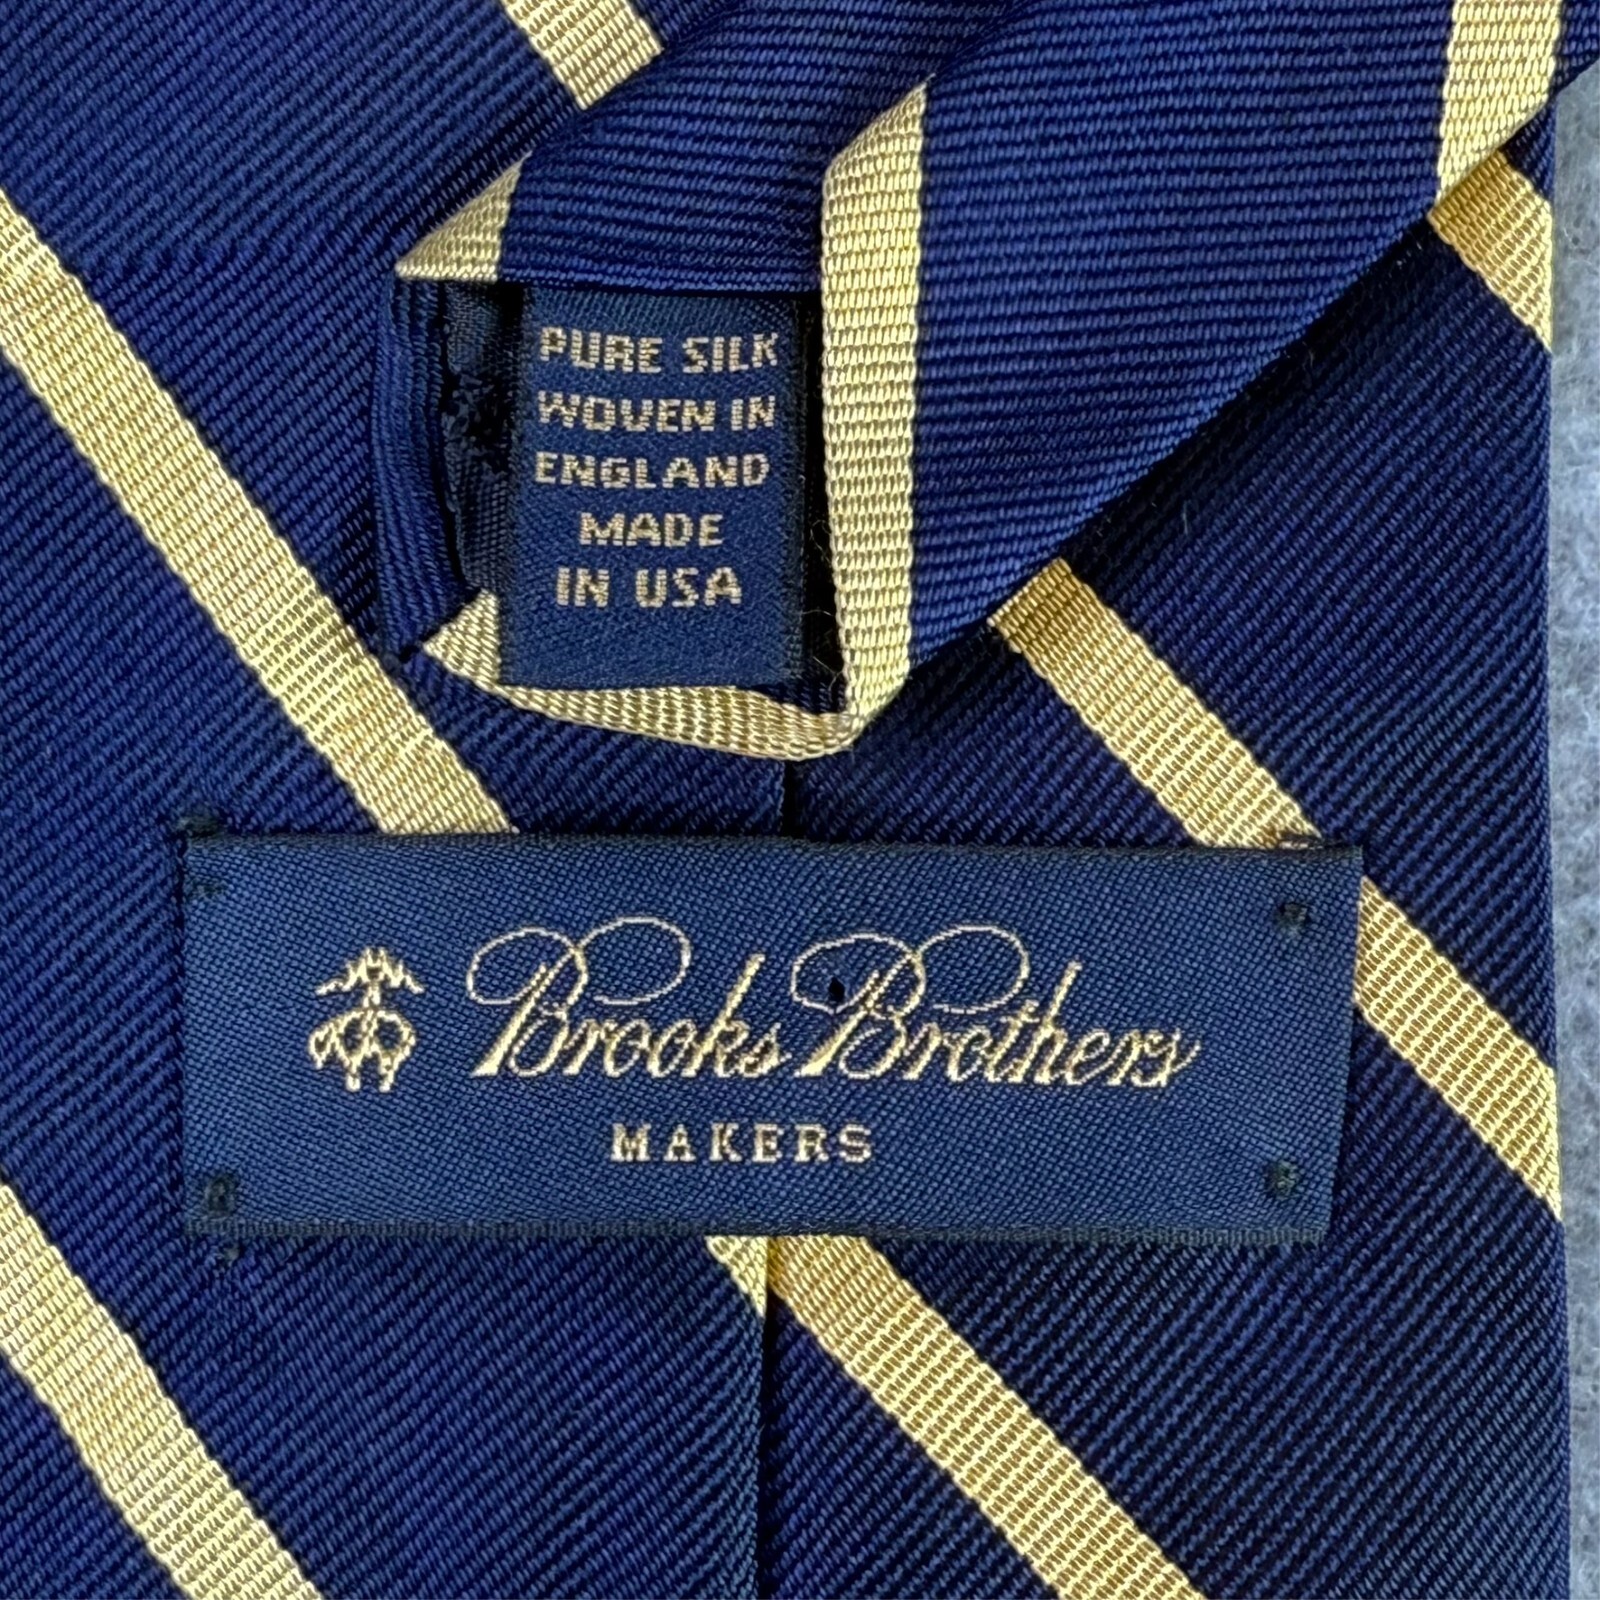 PURE SILK
WOVEN IN
ENGLAND
MADE
IN USA
Brooks Brothers
MAKERS